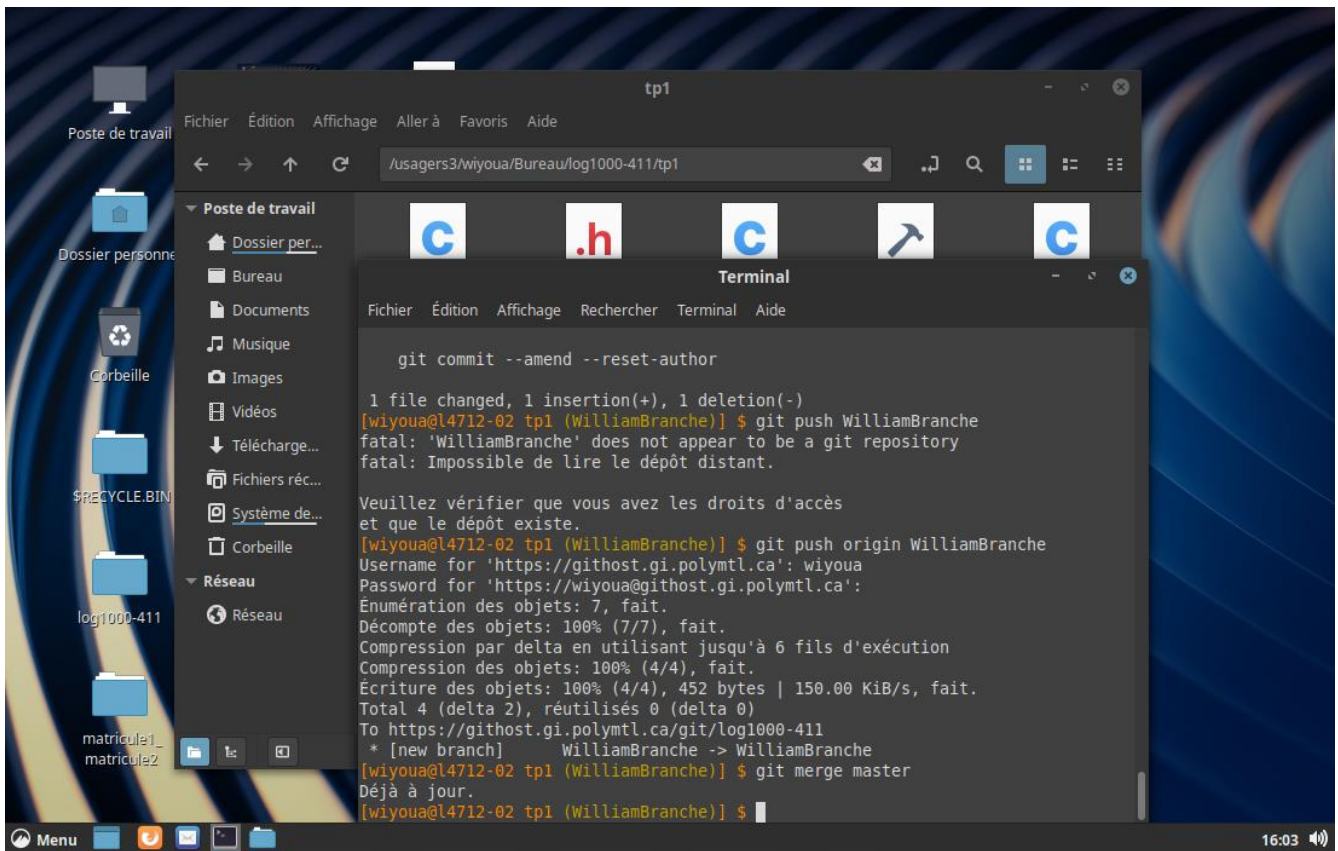 tp1
Fichier Édition Affichage Aller à Favoris Aide
/usagers3/wiyoua/Bureau/log1000-411/tp1
Poste de travail
Dossier personne
Corbeille
$RECYCLE.BIN
log1000-411
matricule1_
matricule2
Poste de travail
Dossier per...
Bureau
Documents
Musique
Images
Vidéos
Télécharge...
Fichiers réc...
Système de...
Corbeille
Réseau
Réseau
C
.h
C
C
Terminal
Fichier Édition Affichage Rechercher Terminal Aide
git commit --amend --reset-author
1 file changed, 1 insertion(+), 1 deletion(-)
[wiyoua@l4712-02 tp1 (WilliamBranche)] $ git push WilliamBranche
fatal: 'WilliamBranche' does not appear to be a git repository
fatal: Impossible de lire le dépôt distant.
Veuillez vérifier que vous avez les droits d'accès
et que le dépôt existe.
[wiyoua@l4712-02 tp1 (WilliamBranche)] $ git push origin WilliamBranche
Username for 'https://githost.gi.polymtl.ca': wiyoua
Password for 'https://wiyoua@githost.gi.polymtl.ca':
Énumération des objets: 7, fait.
Décompte des objets: 100% (7/7), fait.
Compression par delta en utilisant jusqu'à 6 fils d'exécution
Compression des objets: 100% (4/4), fait.
Écriture des objets: 100% (4/4), 452 bytes | 150.00 KiB/s, fait.
Total 4 (delta 2), réutilisés 0 (delta 0)
To https://githost.gi.polymtl.ca/git/log1000-411
* [new branch] WilliamBranche -> WilliamBranche
[wiyoua@l4712-02 tp1 (WilliamBranche)] $ git merge master
Déjà à jour.
[wiyoua@l4712-02 tp1 (WilliamBranche)] $
Menu
16:03